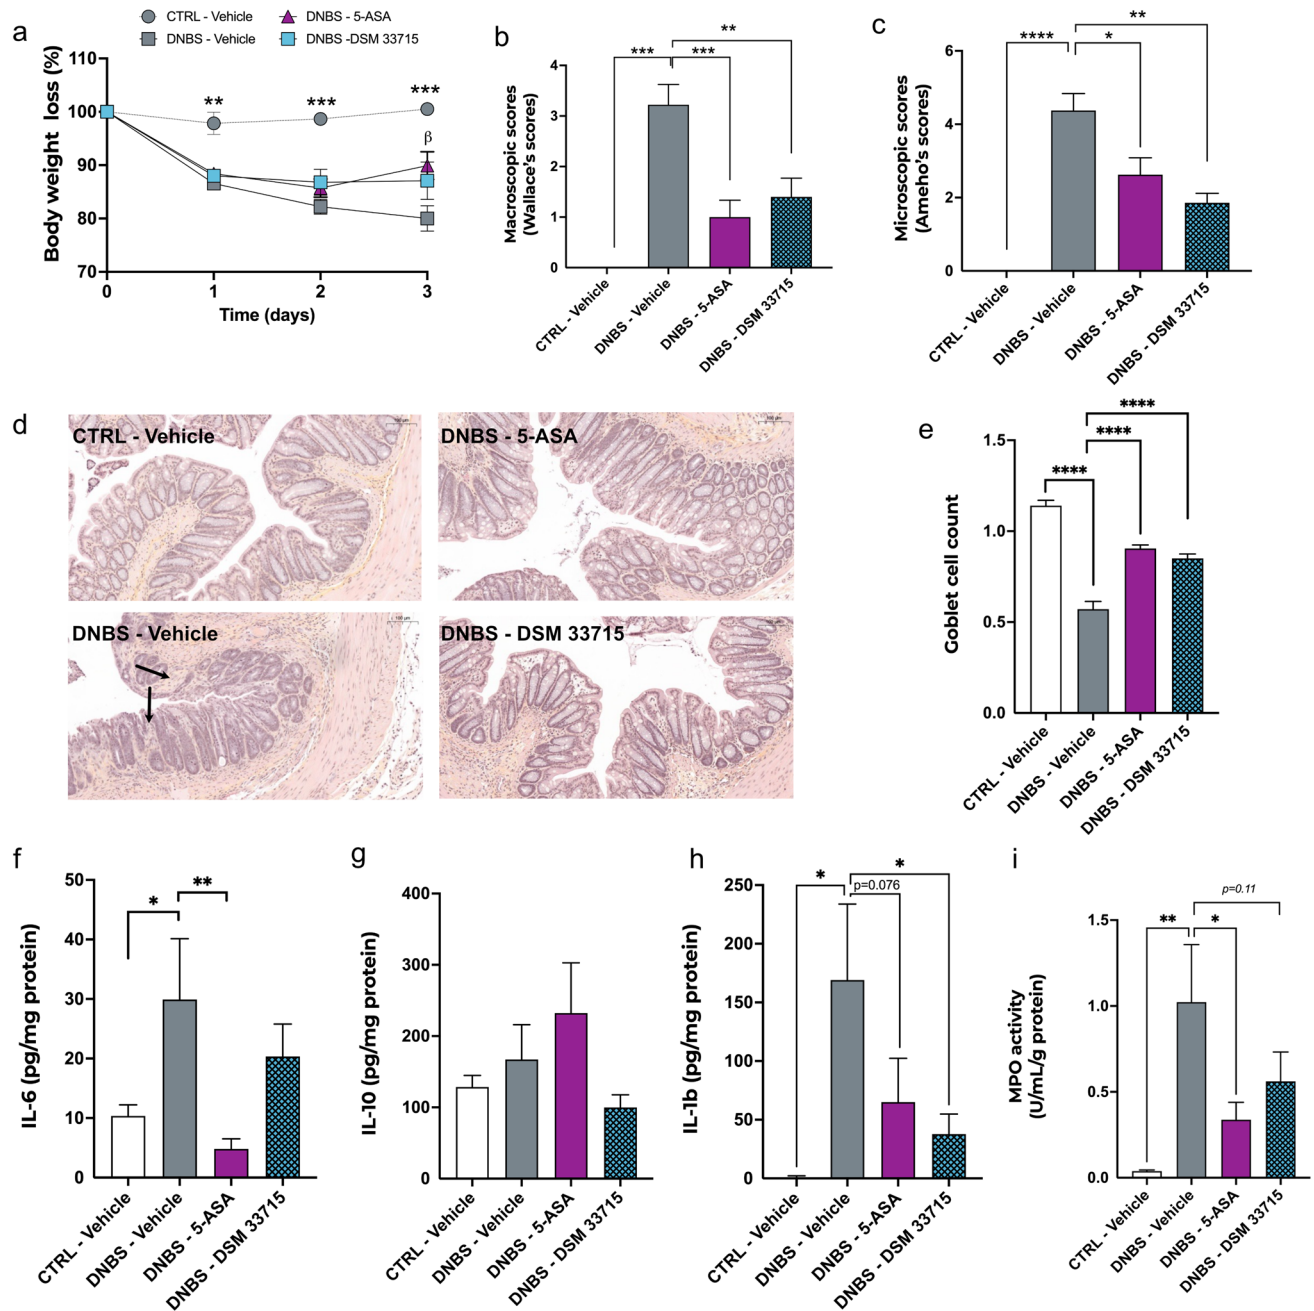 a
CTRL - Vehicle
DNBS - 5-ASA
DNBS - Vehicle
DNBS -DSM 33715
Body weight loss (%)
110
100
90
80
70
**
***
***
β
0
1
2
3
Time (days)
b
Macroscopic scores
(Wallace's scores)
4
3
2
1
0
**
***
***
CTRL - Vehicle
DNBS - Vehicle
DNBS - 5-ASA
DNBS - DSM 33715
c
Microscopic scores
(Ameho's scores)
6
4
2
0
**
****
*
CTRL - Vehicle
DNBS - Vehicle
DNBS - 5-ASA
DNBS - DSM 33715
d
CTRL - Vehicle
DNBS - 5-ASA
DNBS - Vehicle
100 µm
DNBS - DSM 33715
e
Goblet cell count
1.5
1.0
0.5
0.0
****
****
****
CTRL - Vehicle
DNBS - Vehicle
DNBS - 5-ASA
DNBS - DSM 33715
f
IL-6 (pg/mg protein)
50
40
30
20
10
0
*
**
CTRL - Vehicle
DNBS - Vehicle
DNBS - 5-ASA
DNBS - DSM 33715
g
IL-10 (pg/mg protein)
400
300
200
100
0
CTRL - Vehicle
DNBS - Vehicle
DNBS - 5-ASA
DNBS - DSM 33715
h
IL-1b (pg/mg protein)
250
200
150
100
50
0
*
*
p=0.076
CTRL - Vehicle
DNBS - Vehicle
DNBS - 5-ASA
DNBS - DSM 33715
i
MPO activity
(U/mL/g protein)
1.5
1.0
0.5
0.0
p=0.11
**
*
CTRL - Vehicle
DNBS - Vehicle
DNBS - 5-ASA
DNBS - DSM 33715